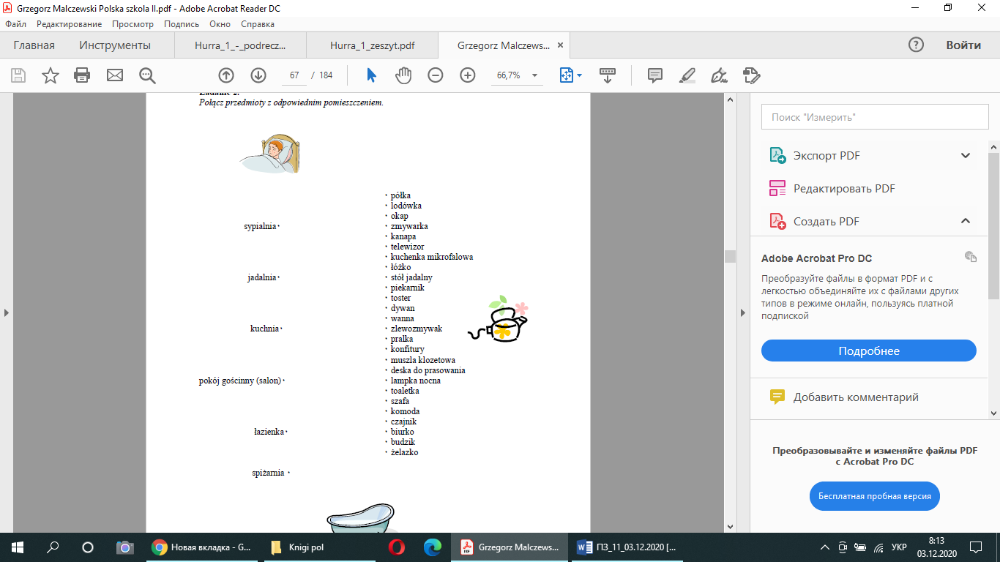 Grzegorz Malczewski Polska szkola II.pdf - Adobe Acrobat Reader DC
Файл Редактирование Просмотр Подпись Окно Справка
Главная Инструменты Hurra_1_-_podrecz... Hurra_1_zeszyt.pdf Grzegorz Malczews... Войти
67 / 184 66,7%
Zadanie 2.
Połącz przedmioty z odpowiednim pomieszczeniem.
· półka
· lodówka
· okap
sypialnia· · zmywarka
· kanapa
· telewizor
· kuchenka mikrofalowa
· łóżko
jadalnia· · stół jadalny
· piekarnik
· toster
· dywan
· wanna
kuchnia· · zlewozmywak
· pralka
· konfitury
· muszla klozetowa
· deska do prasowania
pokój gościnny (salon)· · lampka nocna
· toaletka
· szafa
· komoda
· czajnik
łazienka· · biurko
· budzik
· żelazko
spiżarnia ·
Поиск "Измерить"
Экспорт PDF
Редактировать PDF
Создать PDF
Adobe Acrobat Pro DC
Преобразуйте файлы в формат PDF и с
легкостью объединяйте их с файлами других
типов в режиме онлайн, пользуясь платной
подпиской
Подробнее
Добавить комментарий
Преобразовывайте и изменяйте файлы PDF
с Acrobat Pro DC
Бесплатная пробная версия
Новая вкладка - G... Knigi pol Grzegorz Malczews... ПЗ_11_03.12.2020 [... УКР 8:13
03.12.2020